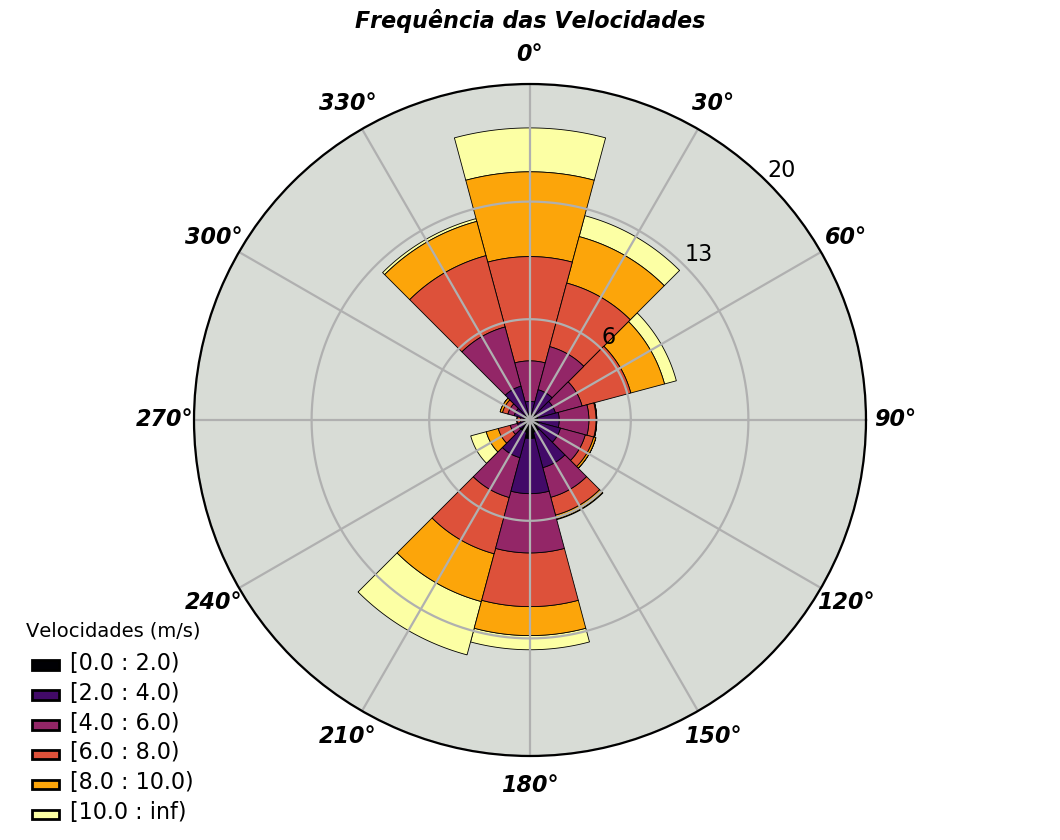 Frequência das Velocidades
0°
330°
30°
20
300°
60°
13
6
270°
90°
240°
120°
210°
150°
180°
Velocidades (m/s)
[0.0 : 2.0)
[2.0 : 4.0)
[4.0 : 6.0)
[6.0 : 8.0)
[8.0 : 10.0)
[10.0 : inf)